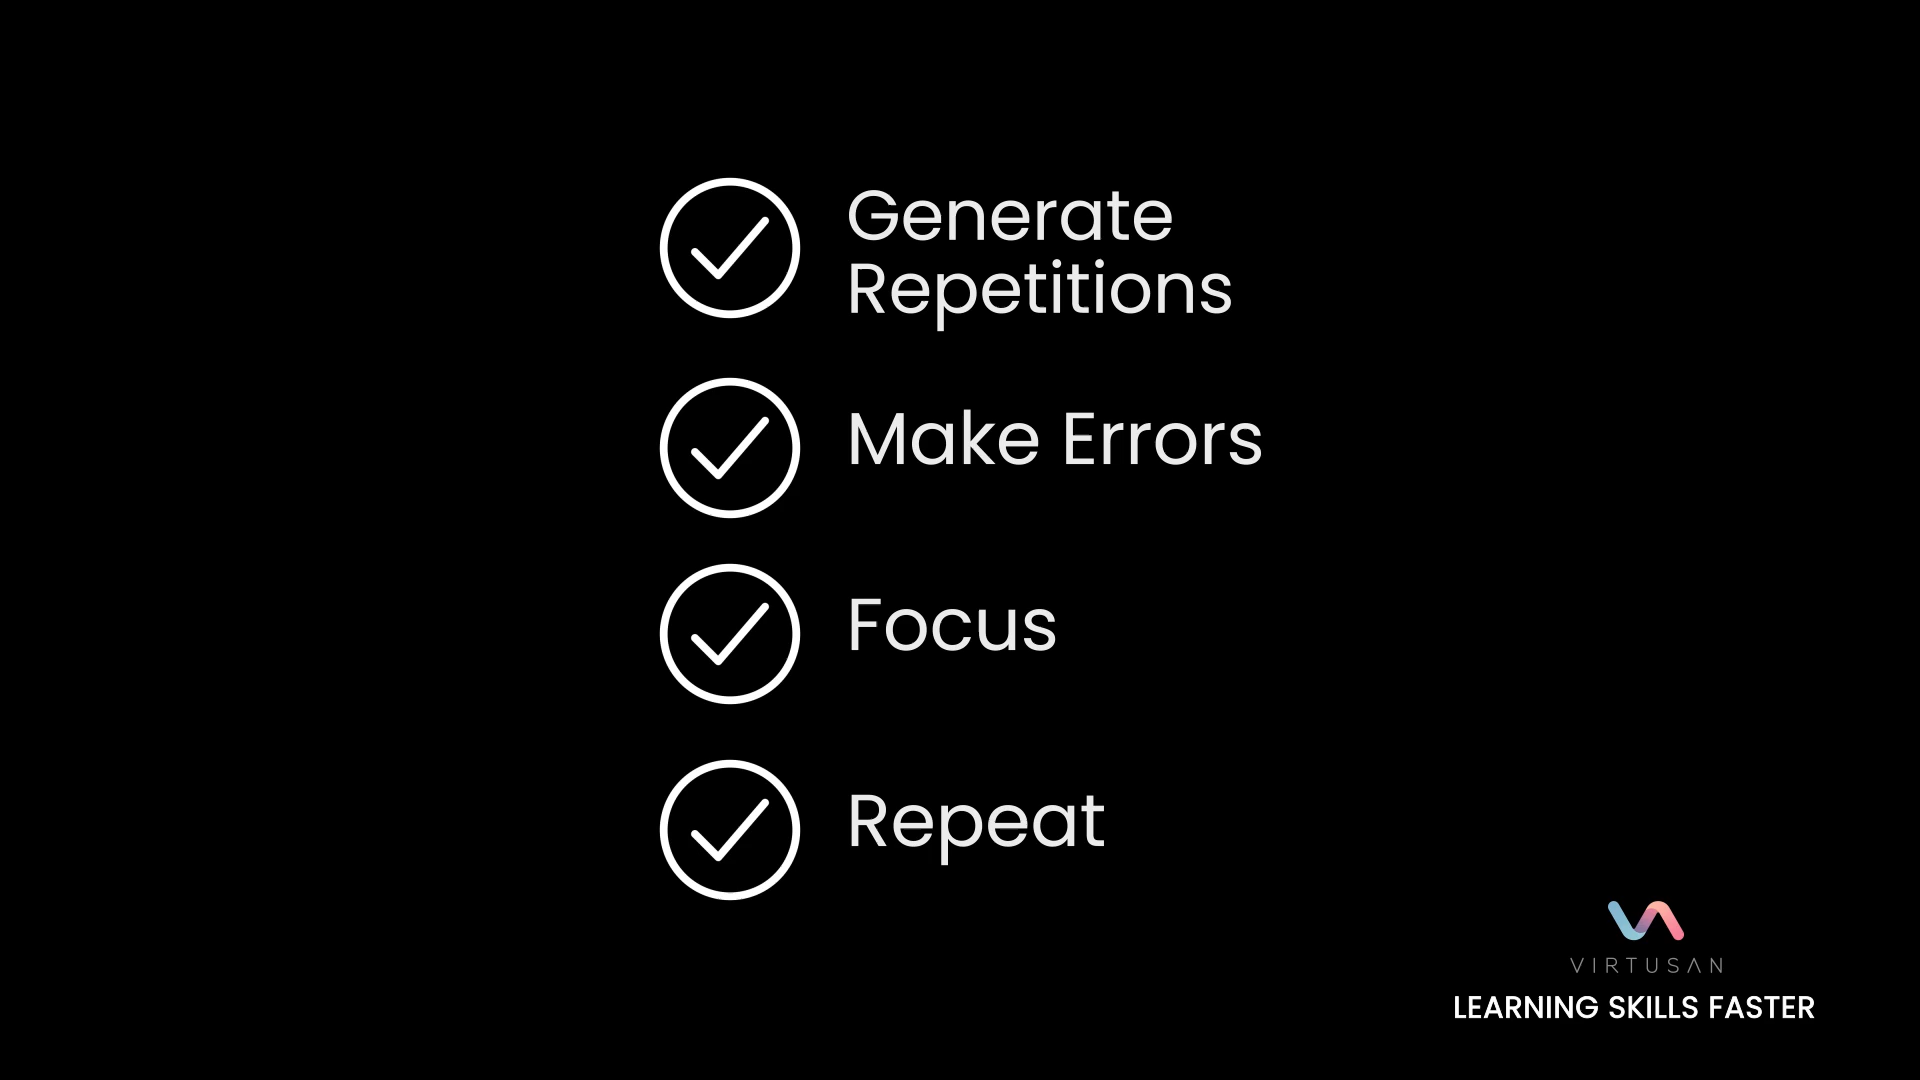 Generate
Repetitions
Make Errors
Focus
Repeat
VIRTUSAN
LEARNING SKILLS FASTER